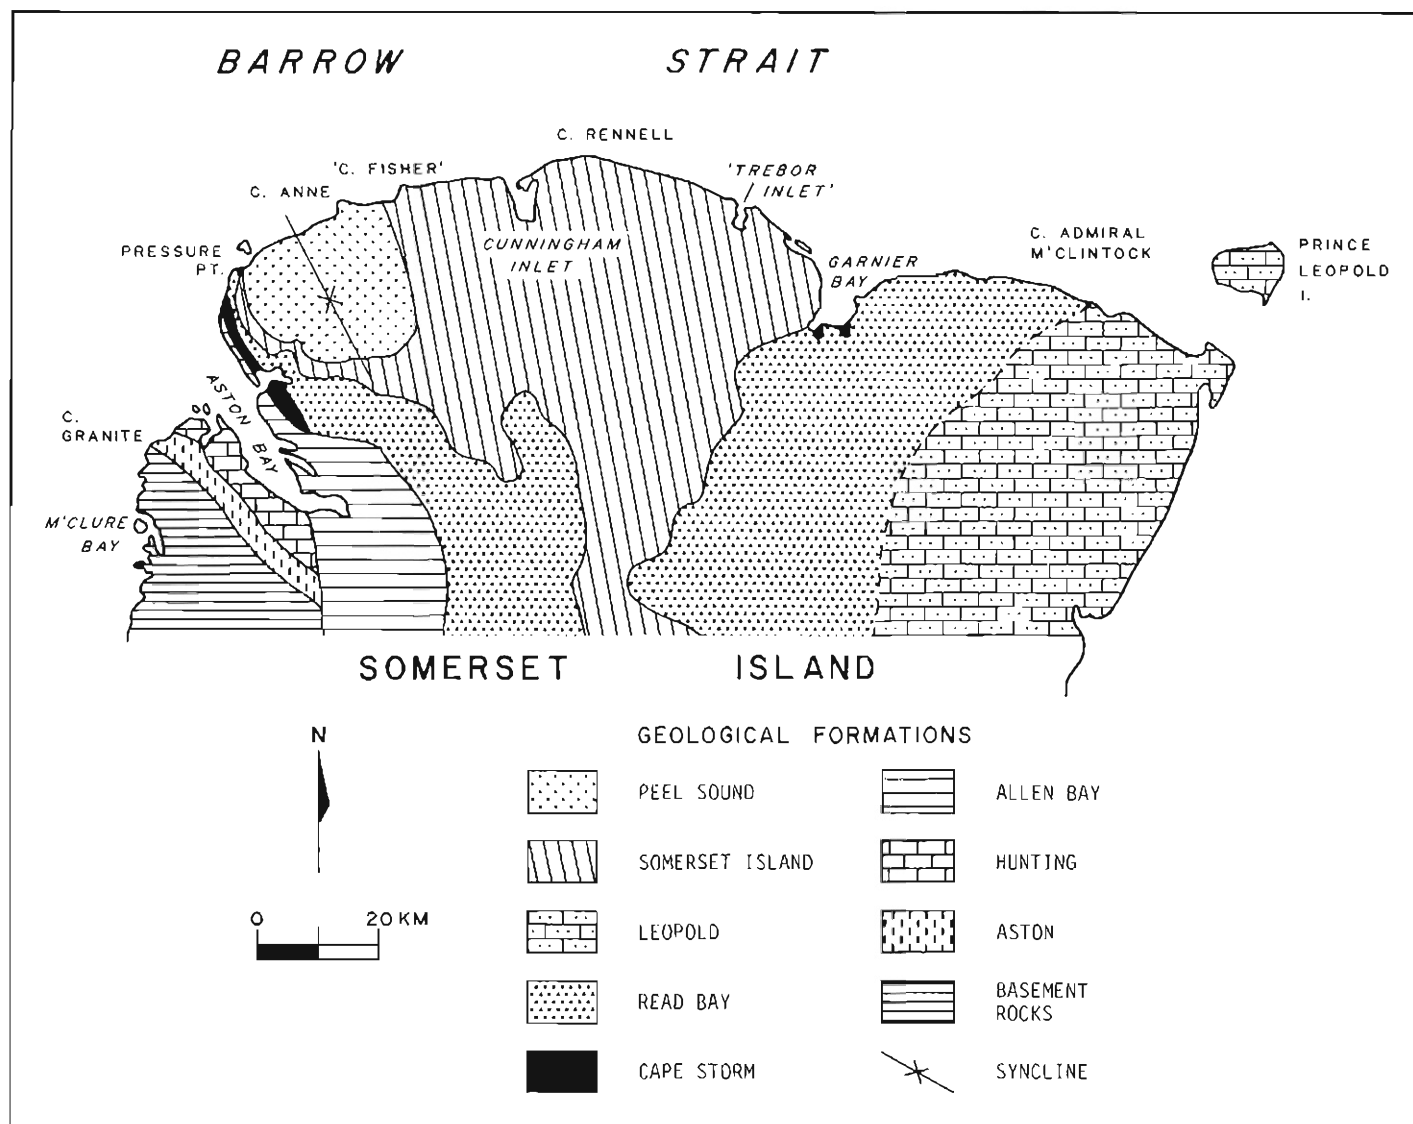 BARROW STRAIT
C. RENNELL
'C. FISHER'
'TREBOR
INLET'
C. ANNE
PRESSURE
PT.
CUNNINGHAM
INLET
GARNIER
BAY
C. ADMIRAL
M'CLINTOCK
PRINCE
LEOPOLD
I.
ASTON BAY
C.
GRANITE
M'CLURE
BAY
SOMERSET ISLAND
N
0 20 KM
GEOLOGICAL FORMATIONS
PEEL SOUND
SOMERSET ISLAND
LEOPOLD
READ BAY
CAPE STORM
ALLEN BAY
HUNTING
ASTON
BASEMENT
ROCKS
SYNCLINE